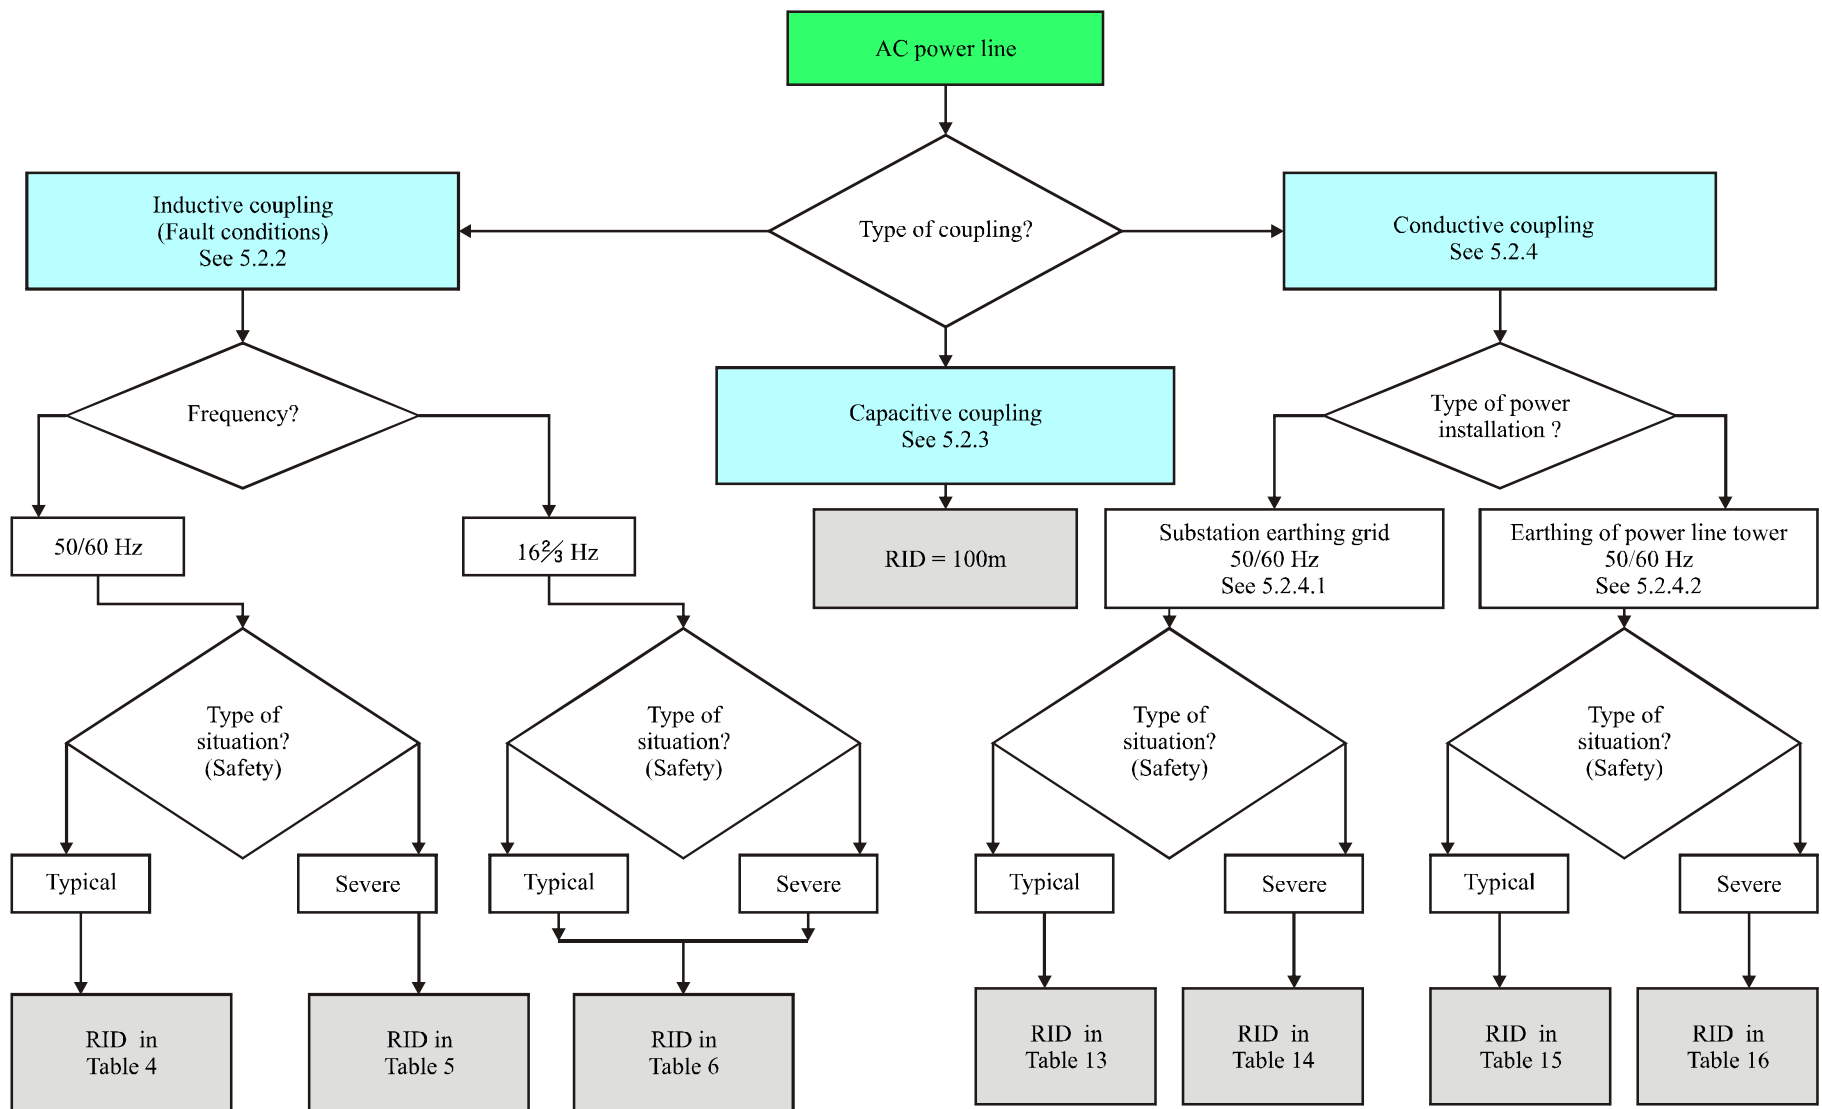 AC power line
Type of coupling?
Inductive coupling
(Fault conditions)
See 5.2.2
Conductive coupling
See 5.2.4
Frequency?
Capacitive coupling
See 5.2.3
Type of power
installation ?
50/60 Hz
16⅔ Hz
RID = 100m
Substation earthing grid
50/60 Hz
See 5.2.4.1
Earthing of power line tower
50/60 Hz
See 5.2.4.2
Type of
situation?
(Safety)
Type of
situation?
(Safety)
Type of
situation?
(Safety)
Type of
situation?
(Safety)
Typical
Severe
Typical
Severe
Typical
Severe
Typical
Severe
RID in
Table 4
RID in
Table 5
RID in
Table 6
RID in
Table 13
RID in
Table 14
RID in
Table 15
RID in
Table 16